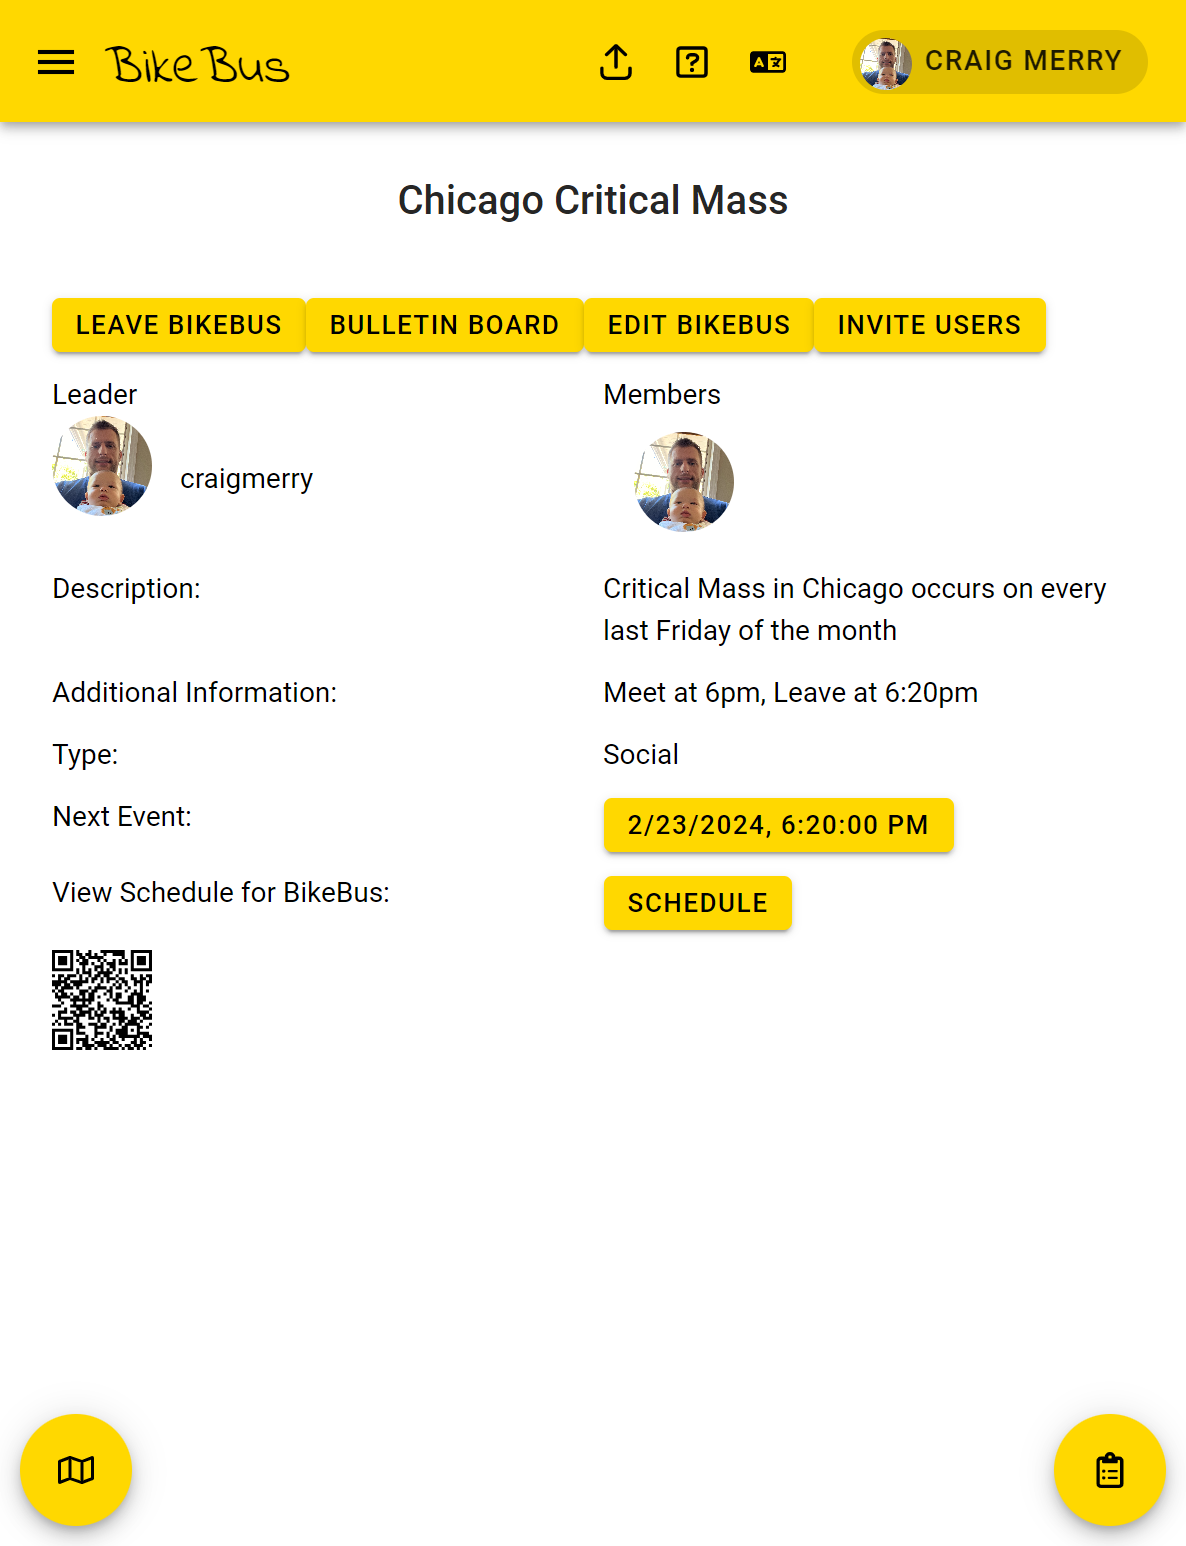 BikeBus
CRAIG MERRY
Chicago Critical Mass
LEAVE BIKEBUS BULLETIN BOARD EDIT BIKEBUS INVITE USERS
Leader Members
craigmerry
Description: Critical Mass in Chicago occurs on every
last Friday of the month
Additional Information: Meet at 6pm, Leave at 6:20pm
Type: Social
Next Event: 2/23/2024, 6:20:00 PM
View Schedule for BikeBus: SCHEDULE